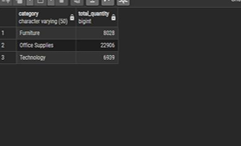 category
character varying (50)
total_quantity
bigint
1 Furniture 8028
2 Office Supplies 22906
3 Technology 6939